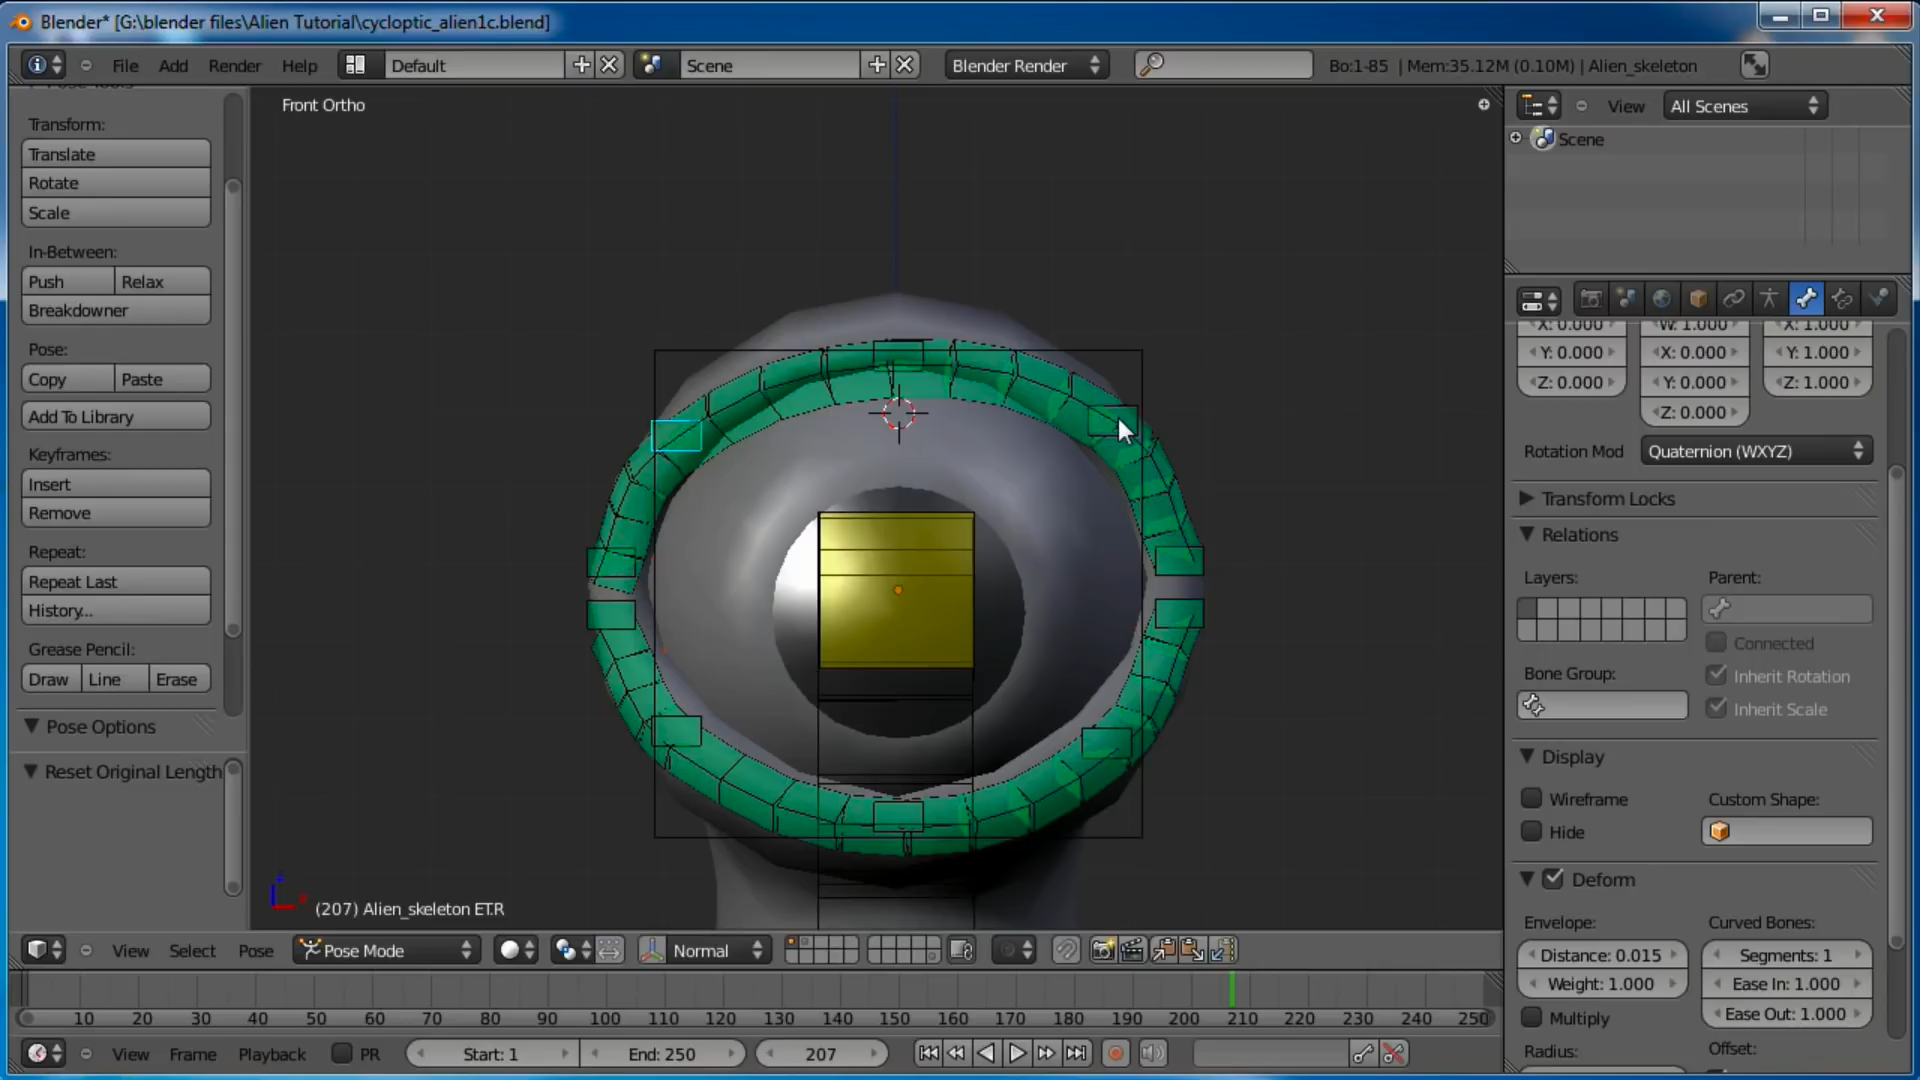 Blender* [G:\blender files\Alien Tutorial\cycloptic_alien1c.blend]
File Add Render Help Default Scene Blender Render Bo:1-85 | Mem:35.12M (0.10M) | Alien_skeleton
Pose Tools
Transform:
Translate
Rotate
Scale
In-Between:
Push Relax
Breakdowner
Pose:
Copy Paste
Add To Library
Keyframes:
Insert
Remove
Repeat:
Repeat Last
History...
Grease Pencil:
Draw Line Erase
Pose Options
Reset Original Length
Front Ortho
(207) Alien_skeleton ET.R
View All Scenes
Scene
X: 0.000 W: 1.000 X: 1.000
Y: 0.000 X: 0.000 Y: 1.000
Z: 0.000 Y: 0.000 Z: 1.000
Z: 0.000
Rotation Mod Quaternion (WXYZ)
Transform Locks
Relations
Layers: Parent:
Connected
Bone Group: Inherit Rotation
Inherit Scale
Display
Wireframe Custom Shape:
Hide
Deform
Envelope: Curved Bones:
Distance: 0.015 Segments: 1
Weight: 1.000 Ease In: 1.000
Multiply Ease Out: 1.000
Radius: Offset:
View Select Pose Pose Mode Normal
10 20 30 40 50 60 70 80 90 100 110 120 130 140 150 160 170 180 190 200 210 220 230 240 250
View Frame Playback PR Start: 1 End: 250 207